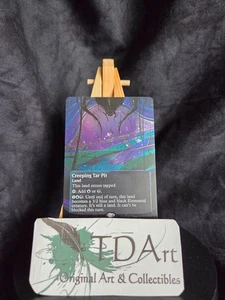 Creeping Tar Pit
Land
This land enters tapped.
: Add or .
: Until end of turn, this land
becomes a 3/2 blue and black Elemental
creature. It's still a land. It can't be
blocked this turn.
TDArt
Original Art & Collectibles